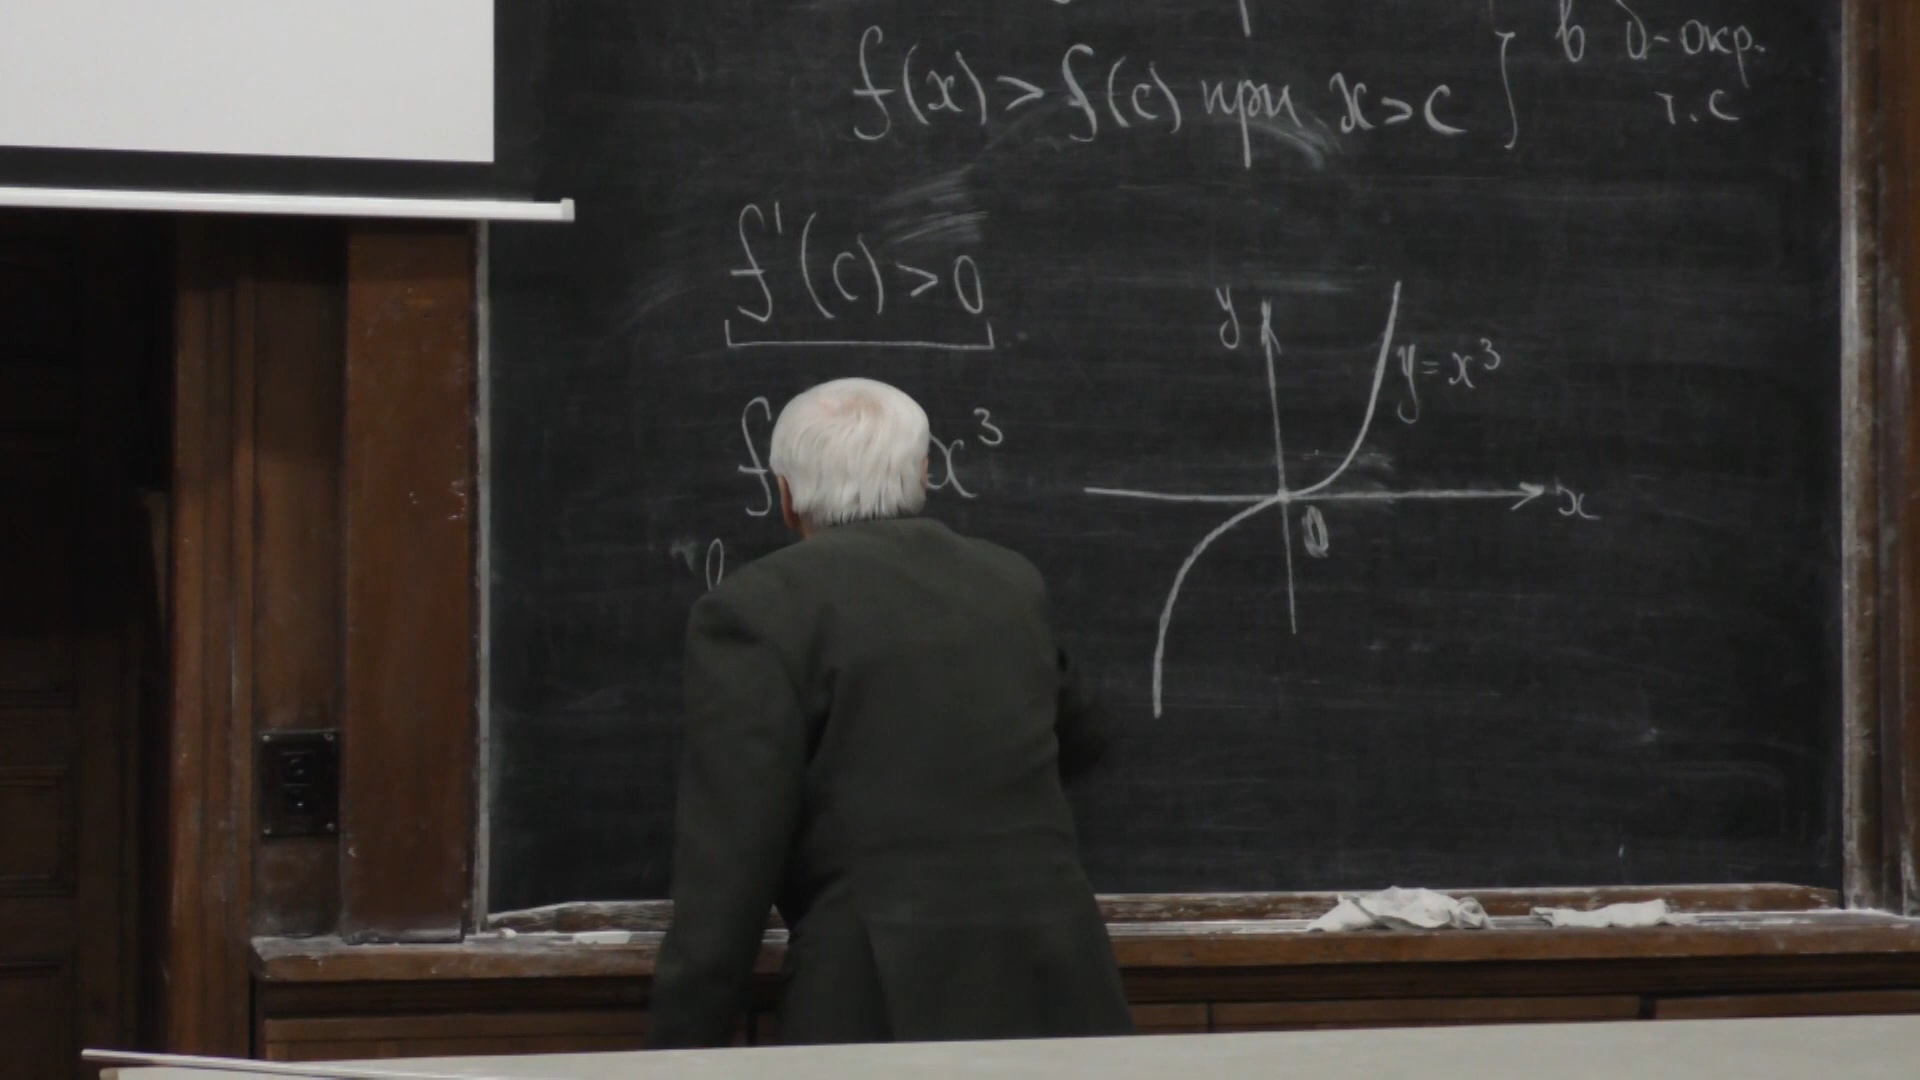 f(x) > f(c) при x > c } в δ-окр. т. c
f'(c) > 0
f x³
y
y = x³
x
0